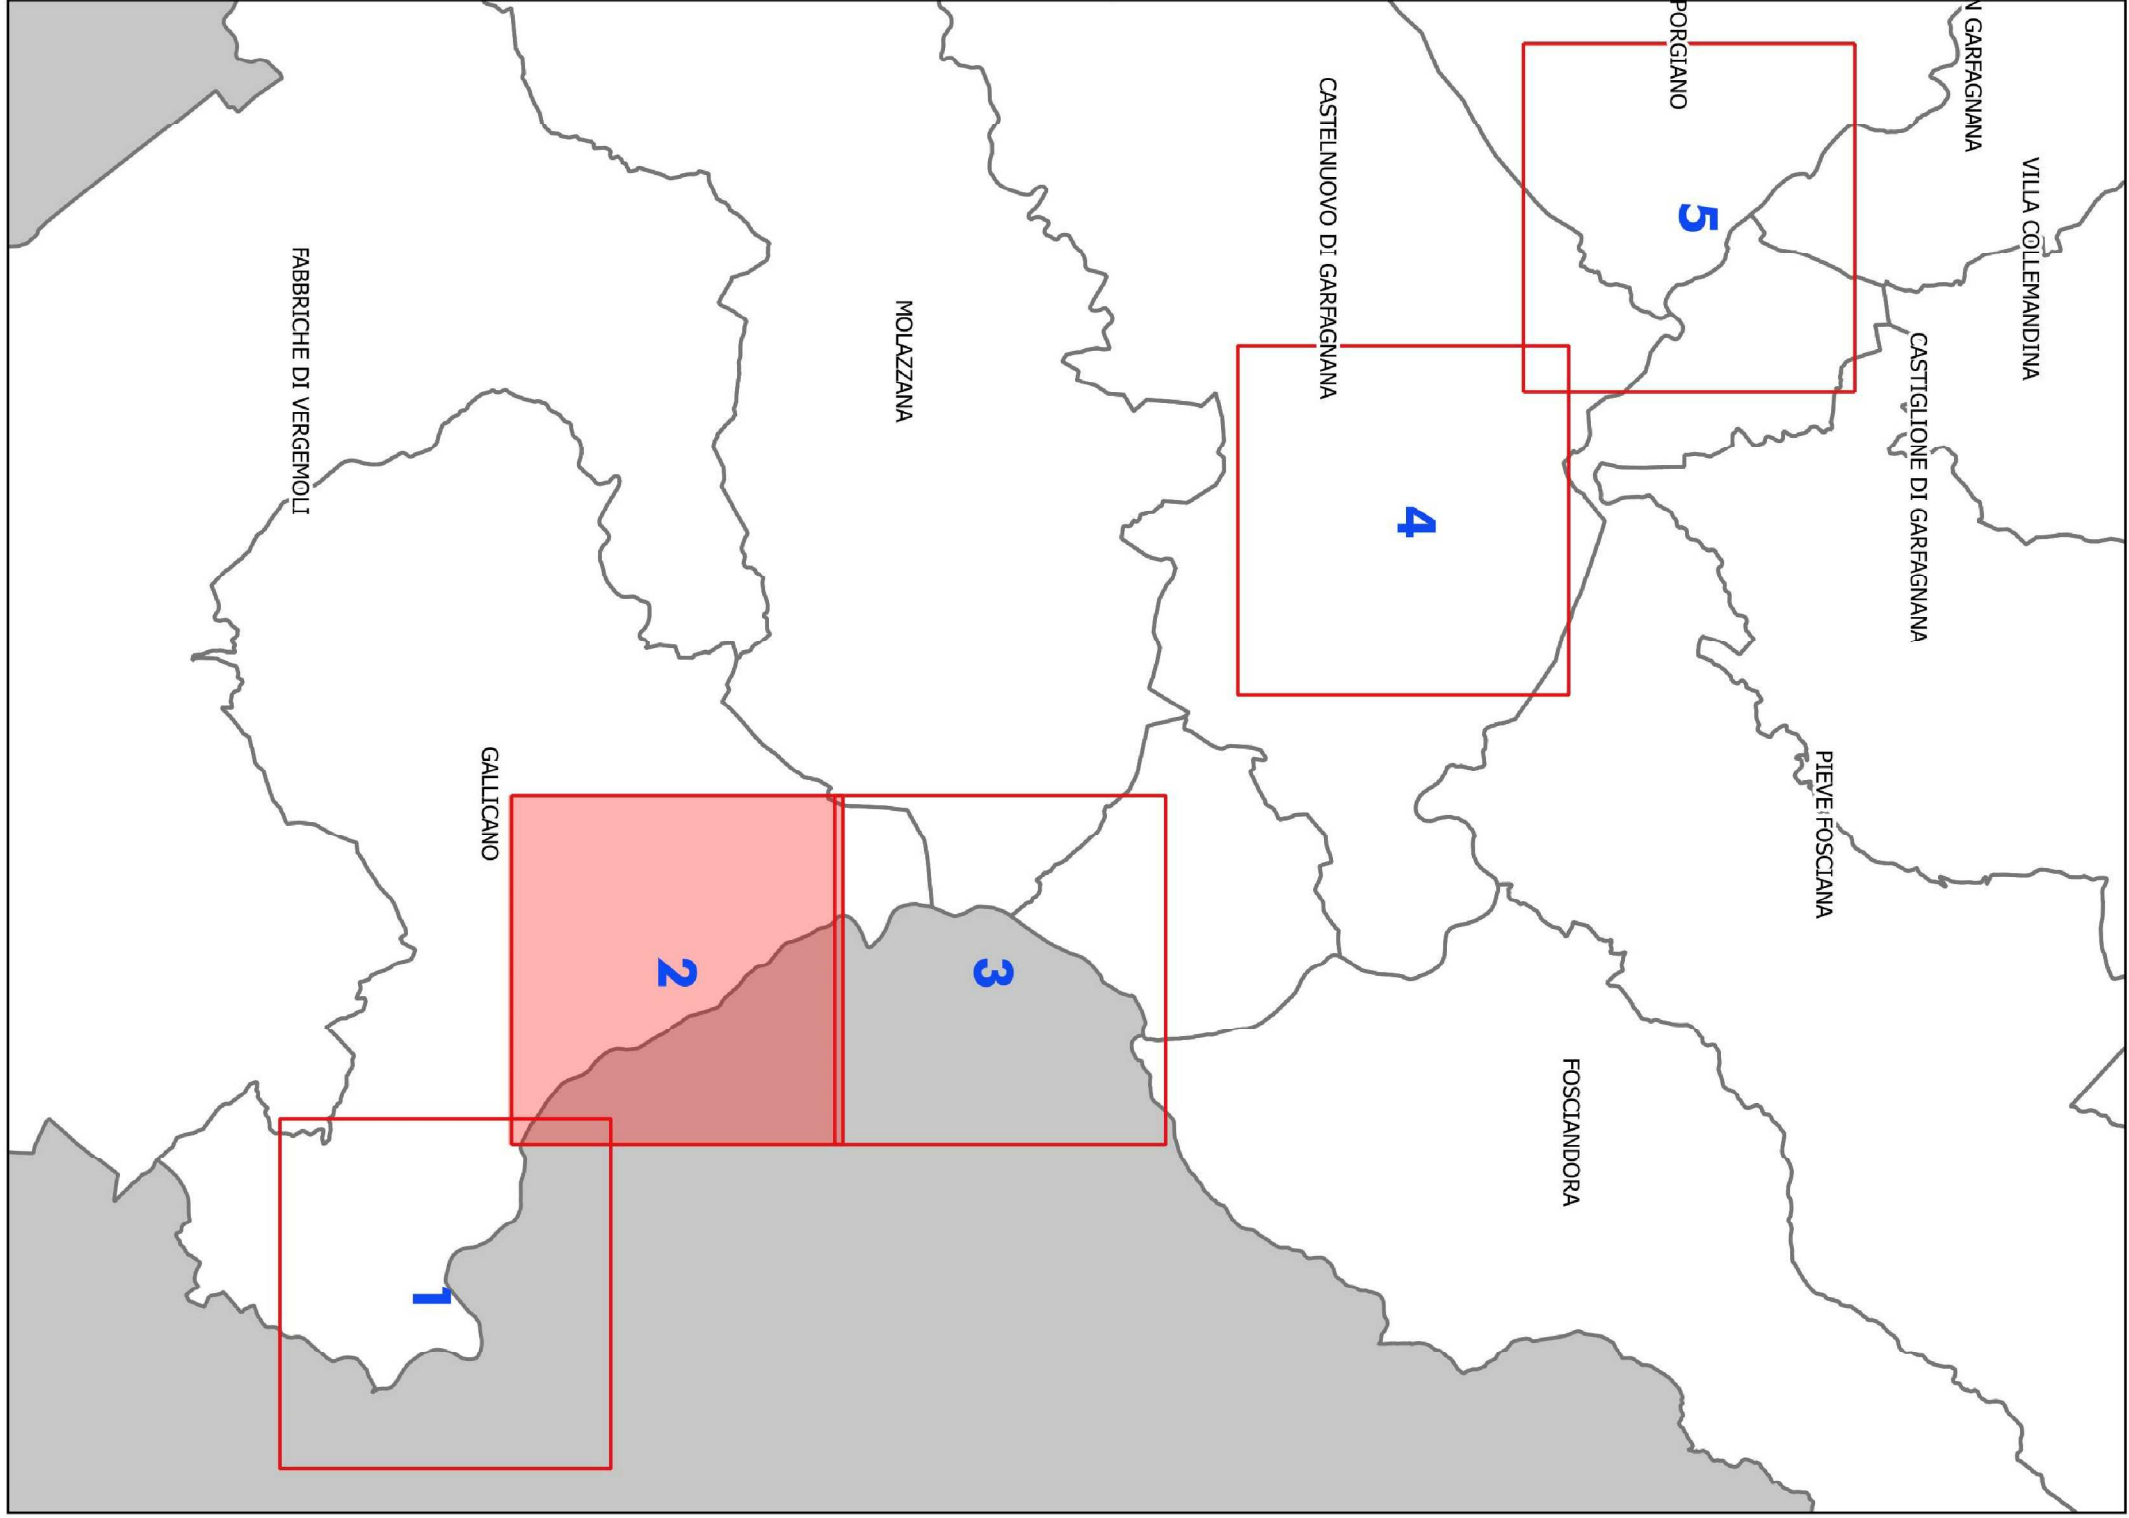 N GARFAGNANA
VILLA COLLEMANDINA
PORGIANO
CASTIGLIONE DI GARFAGNANA
5
CASTELNUOVO DI GARFAGNANA
4
PIEVE FOSCIANA
MOLAZZANA
FABBRICHE DI VERGEMOLI
GALLICANO
3
2
FOSCIANDORA
1